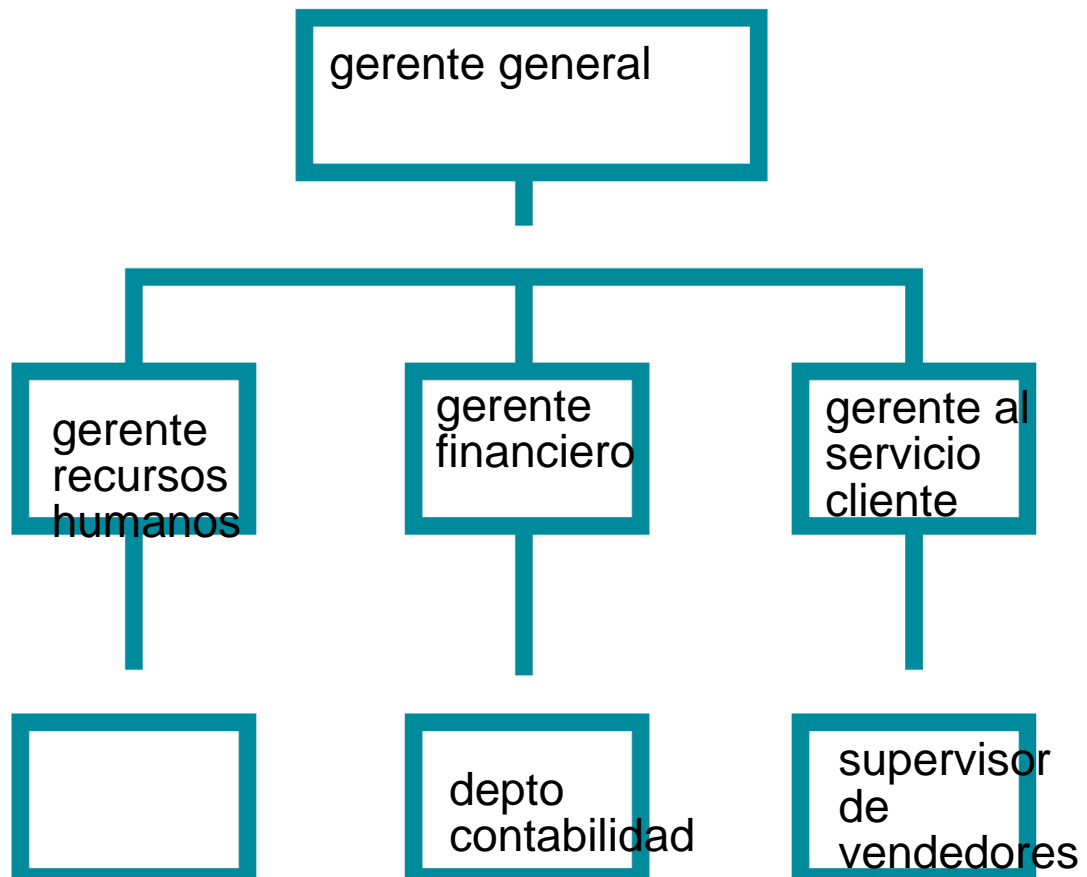 gerente general
gerente
recursos
humanos
gerente
financiero
gerente al
servicio
cliente
depto
contabilidad
supervisor
de
vendedores